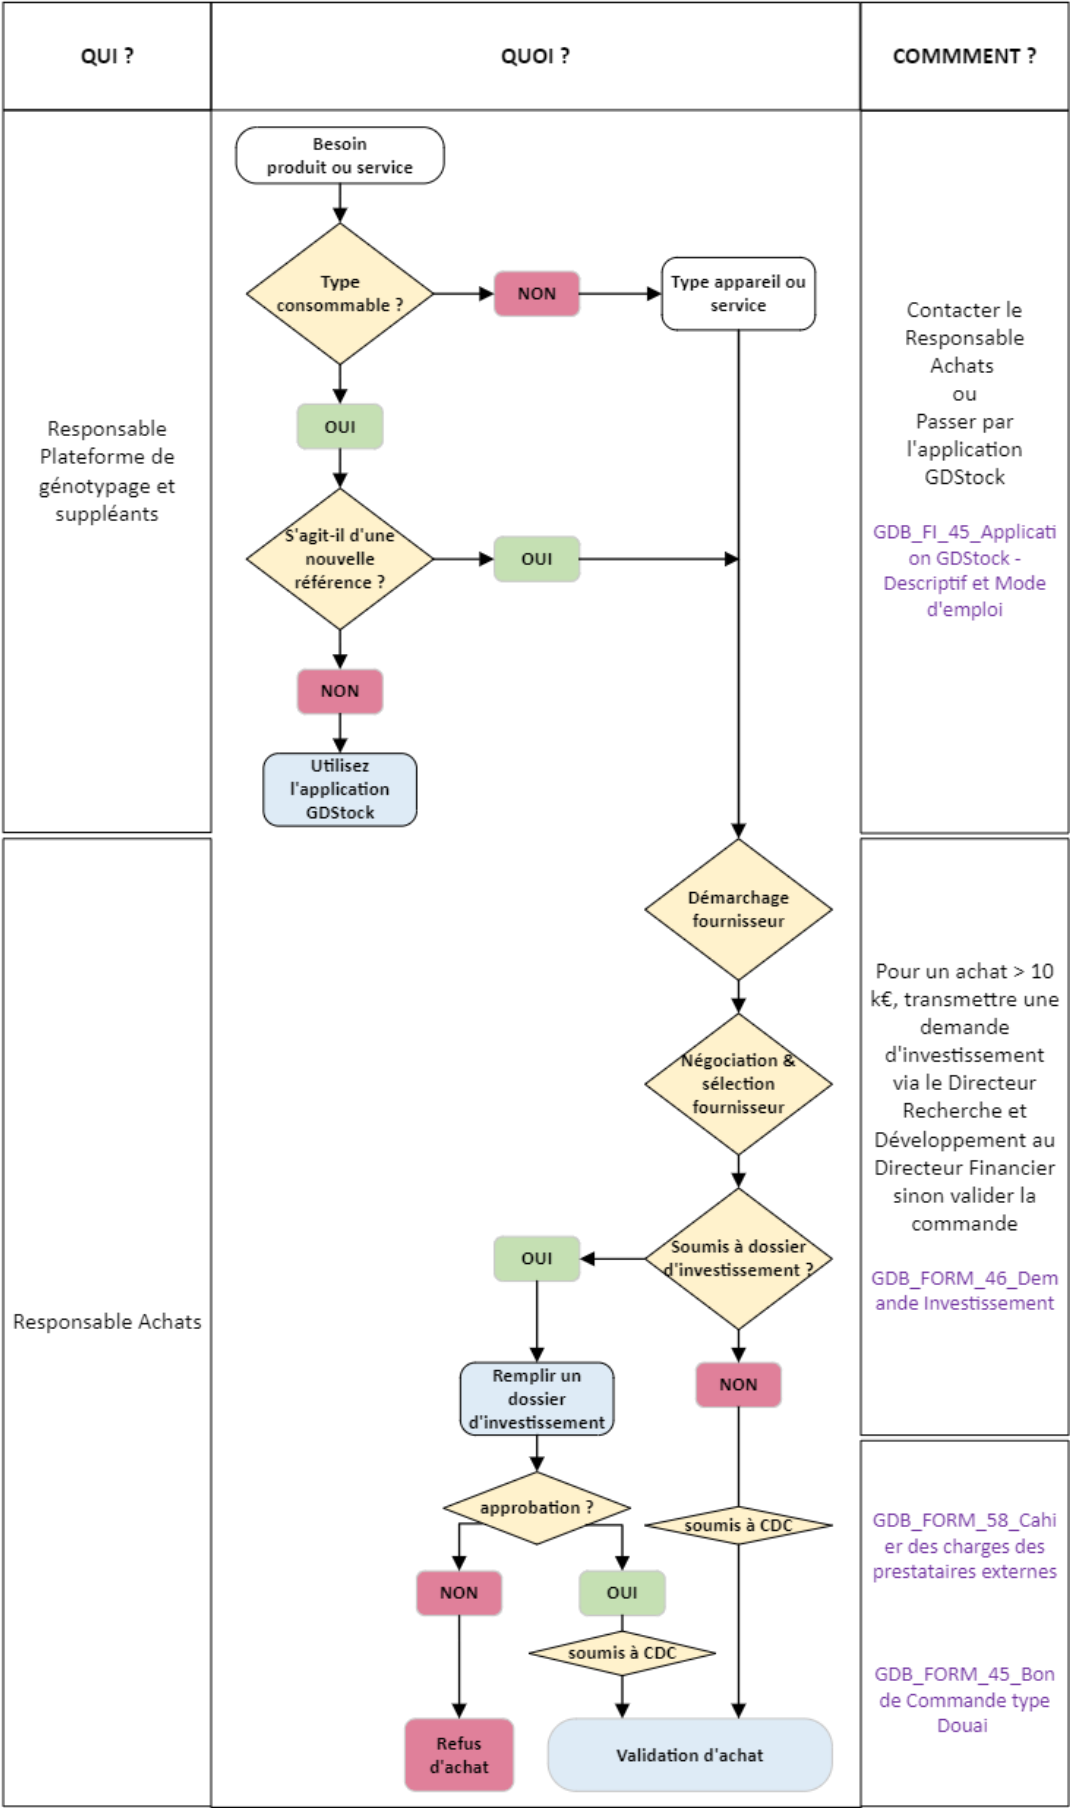 QUI ?
QUOI ?
COMMMENT ?
Responsable
Plateforme de
génotypage et
suppléants
Besoin
produit ou service
Type
consommable ?
NON
Type appareil ou
service
OUI
S'agit-il d'une
nouvelle
référence ?
OUI
NON
Utilisez
l'application
GDStock
Contacter le
Responsable
Achats
ou
Passer par
l'application
GDStock
GDB_FI_45_Applicati
on GDStock -
Descriptif et Mode
d'emploi
Responsable Achats
Démarchage
fournisseur
Négociation &
sélection
fournisseur
Soumis à dossier
d'investissement ?
OUI
NON
Remplir un
dossier
d'investissement
approbation ?
soumis à CDC
NON
OUI
soumis à CDC
Refus
d'achat
Validation d'achat
Pour un achat > 10
k€, transmettre une
demande
d'investissement
via le Directeur
Recherche et
Développement au
Directeur Financier
sinon valider la
commande
GDB_FORM_46_Dem
ande Investissement
GDB_FORM_58_Cahi
er des charges des
prestataires externes
GDB_FORM_45_Bon
de Commande type
Douai